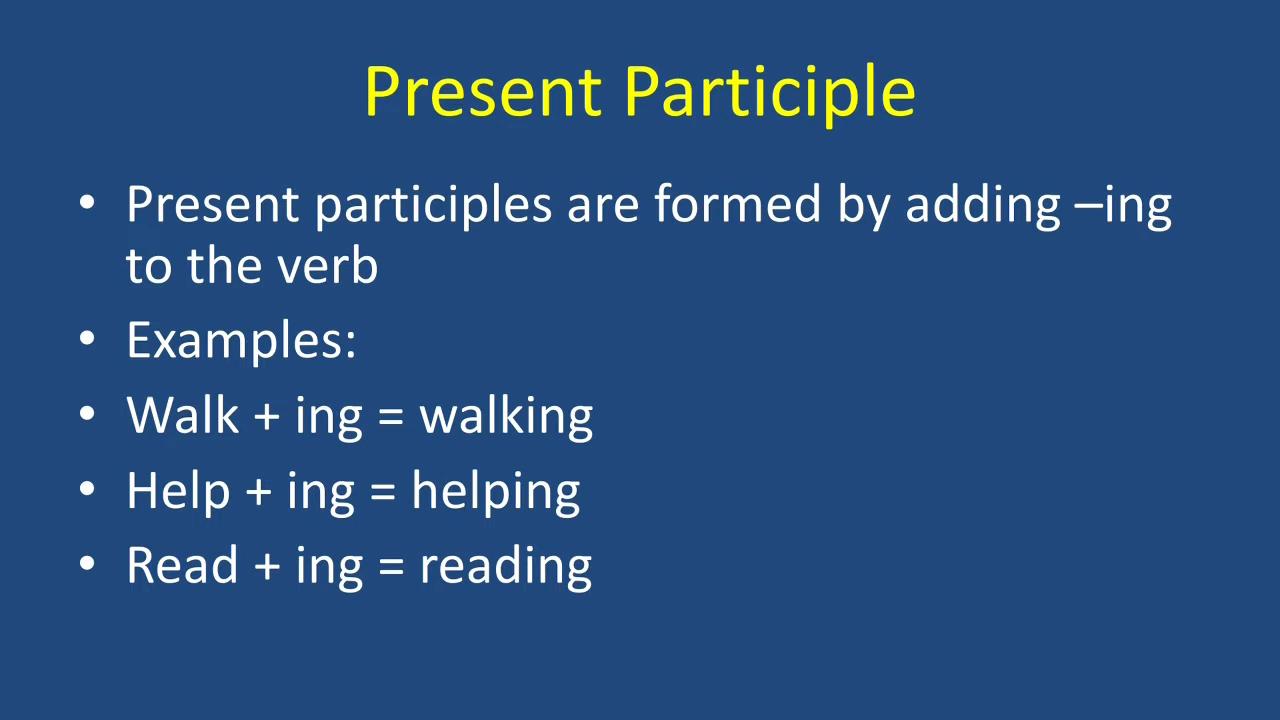 Present Participle
• Present participles are formed by adding –ing
to the verb
• Examples:
• Walk + ing = walking
• Help + ing = helping
• Read + ing = reading